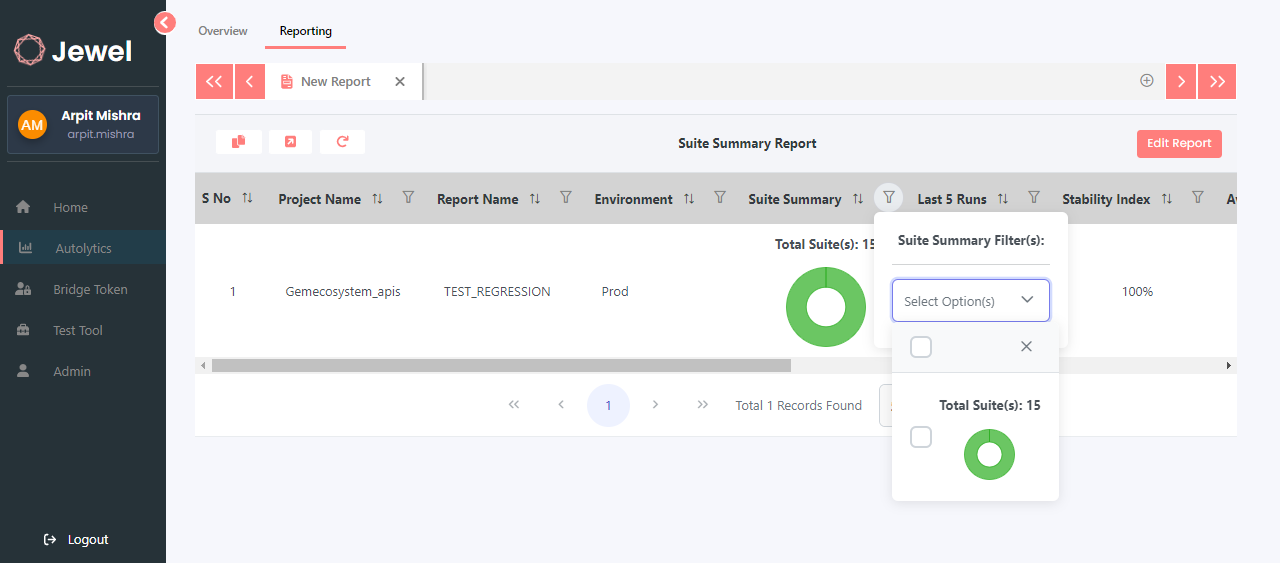 Jewel
AM
Arpit Mishra
arpit.mishra
Home
Autolytics
Bridge Token
Test Tool
Admin
Logout
Overview
Reporting
New Report
Suite Summary Report
Edit Report
S No
Project Name
Report Name
Environment
Suite Summary
Last 5 Runs
Stability Index
Suite Summary Filter(s):
Select Option(s)
Total Suite(s): 15
1
Gemecosystem_apis
TEST_REGRESSION
Prod
Total Suite(s): 15
100%
1
Total 1 Records Found